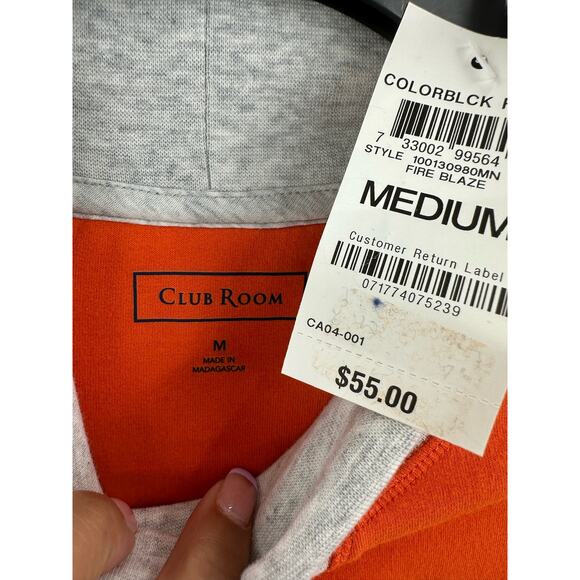 COLORBLCK
7 33002 99564
STYLE 100130980MN
FIRE BLAZE
MEDIUM
Customer Return Label
071774075239
CA04-001
$55.00
CLUB ROOM
M
MADE IN
MADAGASCAR